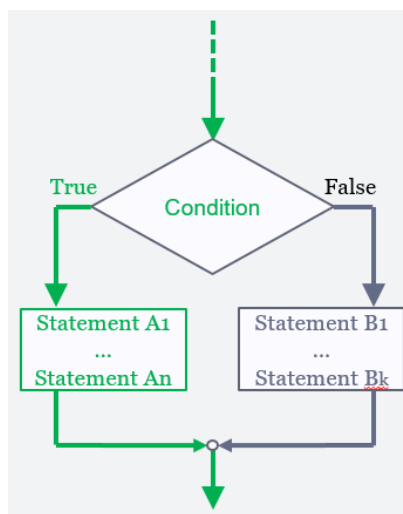 True
False
Condition
Statement A1
...
Statement An
Statement B1
...
Statement Bk